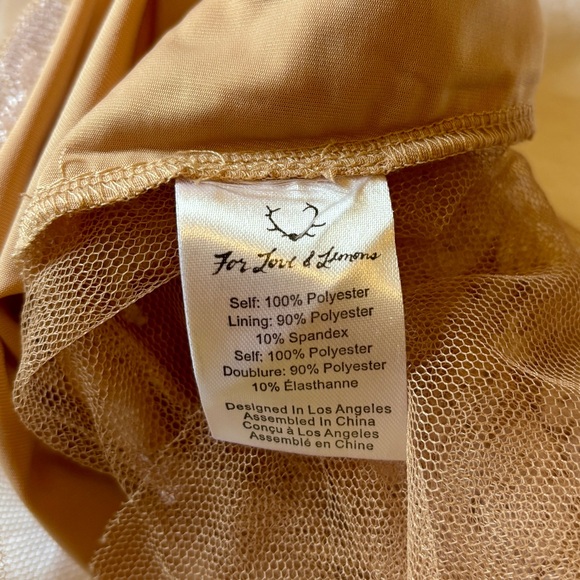 For Love & Lemons
Self: 100% Polyester
Lining: 90% Polyester
10% Spandex
Self: 100% Polyester
Doublure: 90% Polyester
10% Élasthanne
Designed In Los Angeles
Assembled In China
Conçu à Los Angeles
Assemblé en Chine